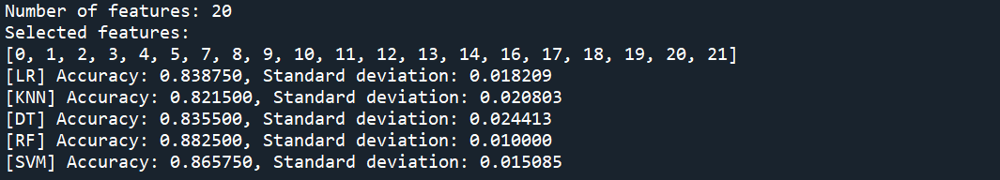 Number of features: 20
Selected features:
[0, 1, 2, 3, 4, 5, 7, 8, 9, 10, 11, 12, 13, 14, 16, 17, 18, 19, 20, 21]
[LR] Accuracy: 0.838750, Standard deviation: 0.018209
[KNN] Accuracy: 0.821500, Standard deviation: 0.020803
[DT] Accuracy: 0.835500, Standard deviation: 0.024413
[RF] Accuracy: 0.882500, Standard deviation: 0.010000
[SVM] Accuracy: 0.865750, Standard deviation: 0.015085